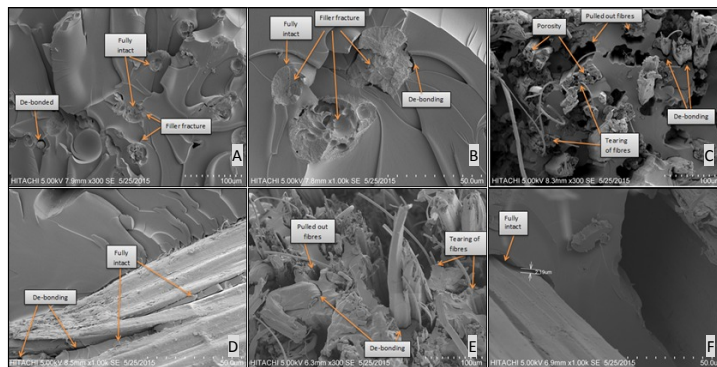 Fully
intact
De-bonded
Filler fracture
A
HITACHI 5.00kV 7.9mm x300 SE 5/25/2015
100um
Fully
intact
Filler fracture
De-bonding
B
HITACHI 5.00kV 7.6mm x1.00k SE 5/25/2015
50.0um
Porosity
Pulled out fibres
De-bonding
Tearing
of fibres
C
HITACHI 5.00kV 8.3mm x300 SE 5/25/2015
100um
Fully
intact
De-bonding
D
HITACHI 5.00kV 8.5mm x1.00k SE 5/25/2015
50.0um
Pulled out
fibres
Tearing of
fibres
De-bonding
E
HITACHI 5.00kV 6.3mm x300 SE 5/25/2015
100um
Fully
intact
F
HITACHI 5.00kV 6.9mm x1.00k SE 5/25/2015
50.0um